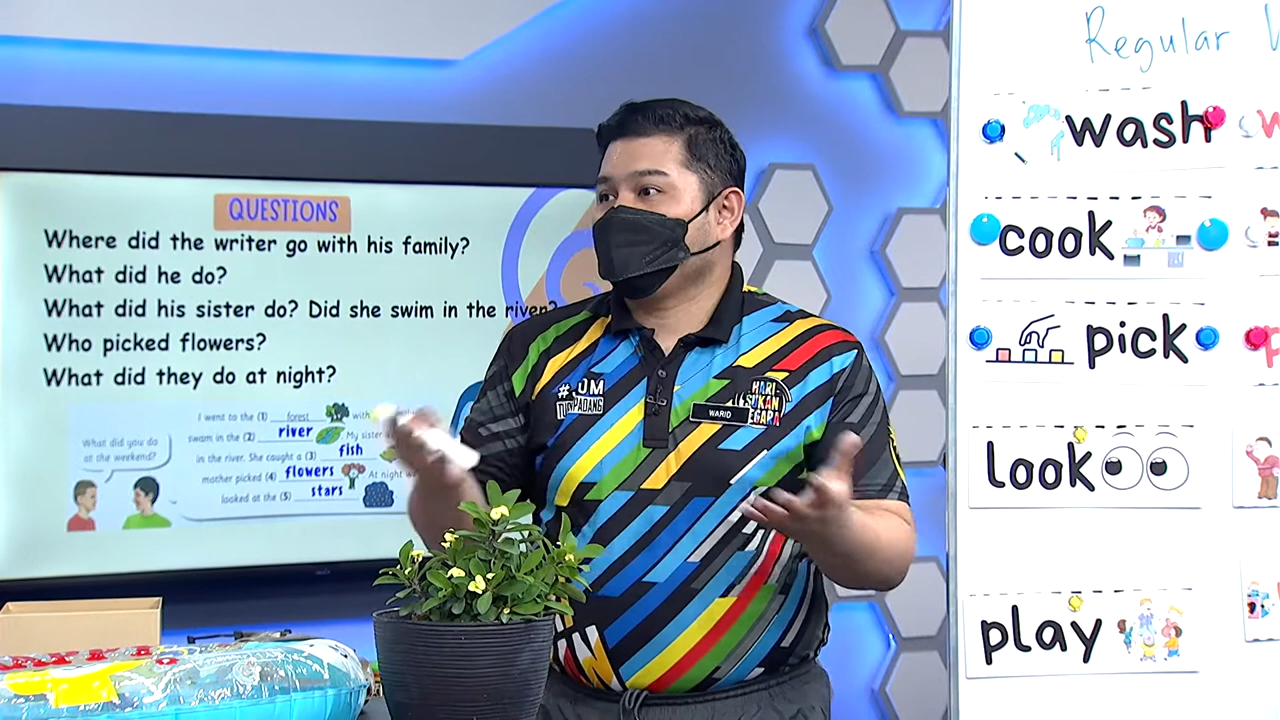 QUESTIONS
Where did the writer go with his family?
What did he do?
What did his sister do? Did she swim in the river?
Who picked flowers?
What did they do at night?
What did you do
at the weekend?
I went to the (1) forest with
swam in the (2) river. My sister
in the river. She caught a (3) fish
mother picked (4) flowers. At night
looked at the (5) stars
HARI
SUKAN
NEGARA
WARID
Regular
wash
cook
pick
look
play